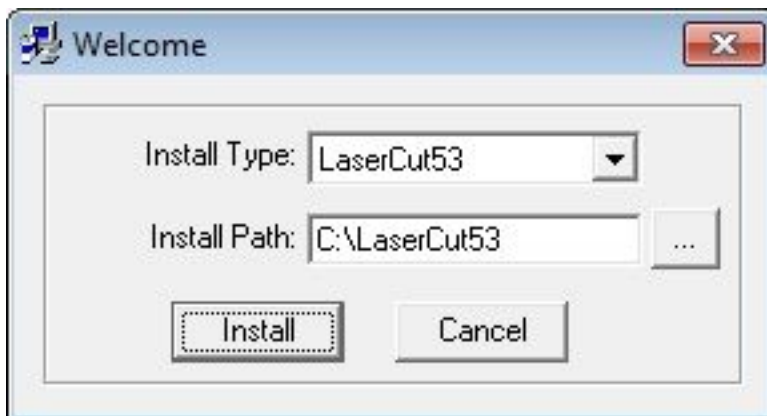 Welcome
Install Type: LaserCut53
Install Path: C:\LaserCut53 ...
Install Cancel